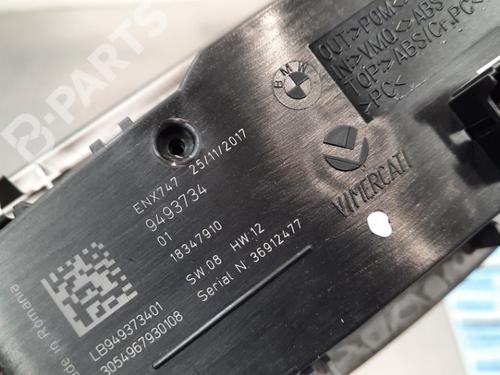 B-PARTS
BMW
OUT>POM<
IN>VMQ<>ABS
TOP:>ABS(Cr,PC)<
>PC<
VIMERCATI
ENX747 25/11/2017
9493734
01
18347910
SW 08 HW 12
Serial N 36912477
LB949373401
3054967930108
in Romania